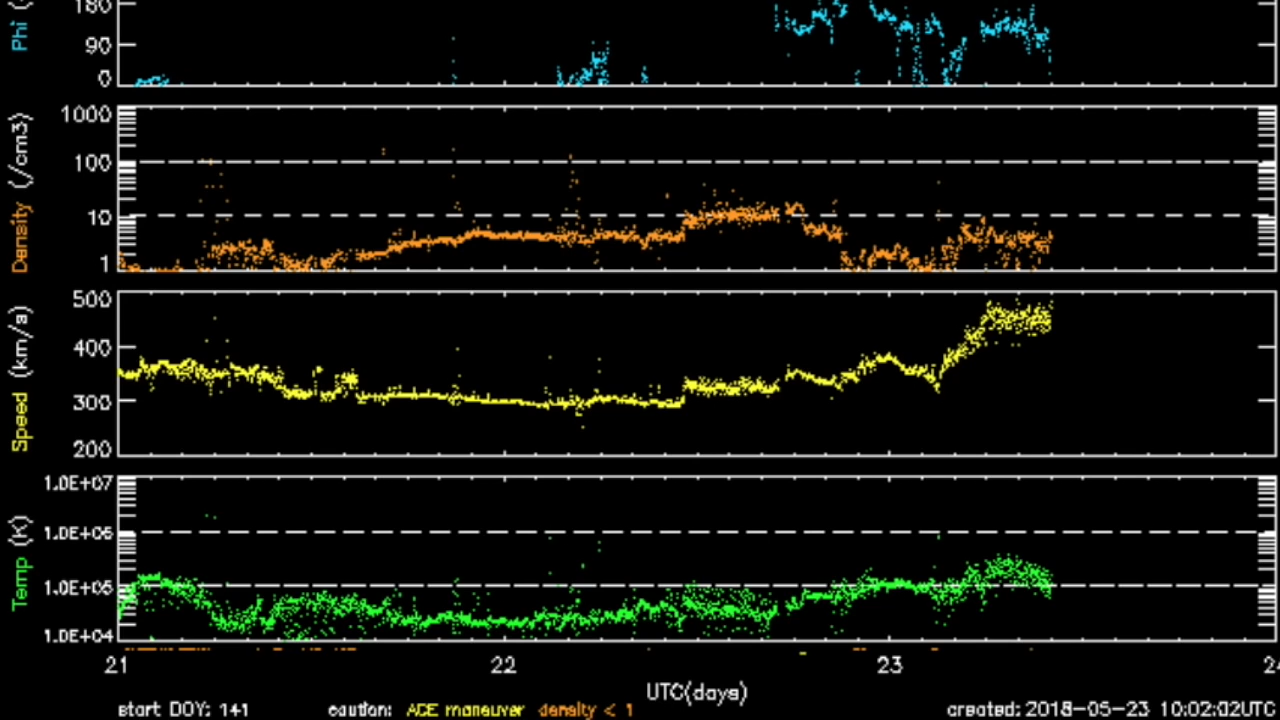 180
Phi (
90
0
1000
Density (/cm3)
100
10
1
500
Speed (km/s)
400
300
200
1.0E+07
Temp (K)
1.0E+06
1.0E+05
1.0E+04
21 22 23 24
UTC(days)
start DOY: 141 caution: ACE maneuver density < 1 created: 2018-05-23 10:02:02UTC